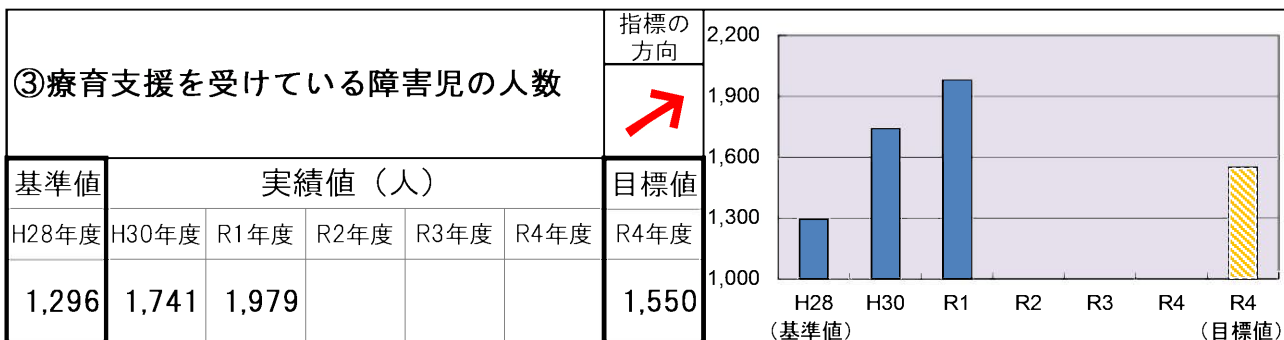 ③療育支援を受けている障害児の人数
指標の
方向
基準値 実績値（人） 目標値
H28年度 H30年度 R1年度 R2年度 R3年度 R4年度 R4年度
1,296 1,741 1,979 1,550
2,200
1,900
1,600
1,300
1,000
H28 H30 R1 R2 R3 R4 R4
（基準値） （目標値）